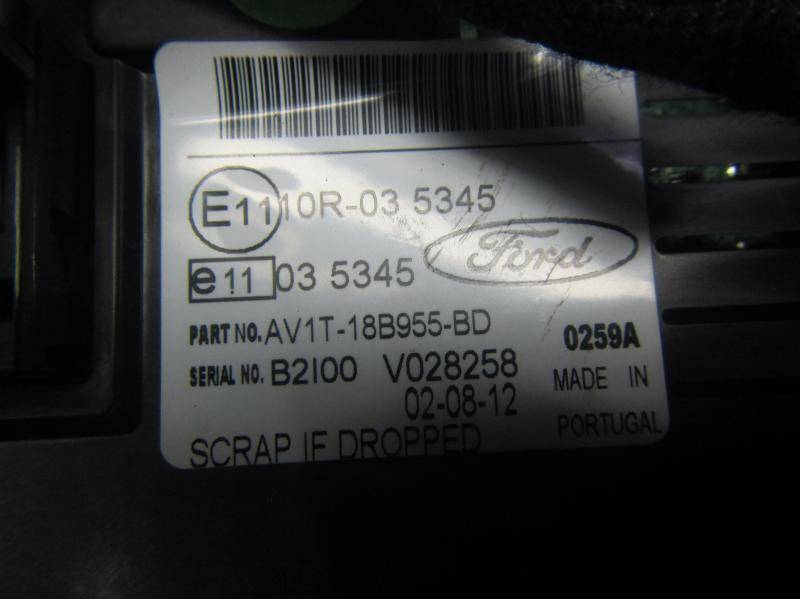 E11 10R-03 5345
e11 03 5345
Ford
PART NO. AV1T-18B955-BD
0259A
SERIAL NO. B2I00 V028258
02-08-12
MADE IN
PORTUGAL
SCRAP IF DROPPED